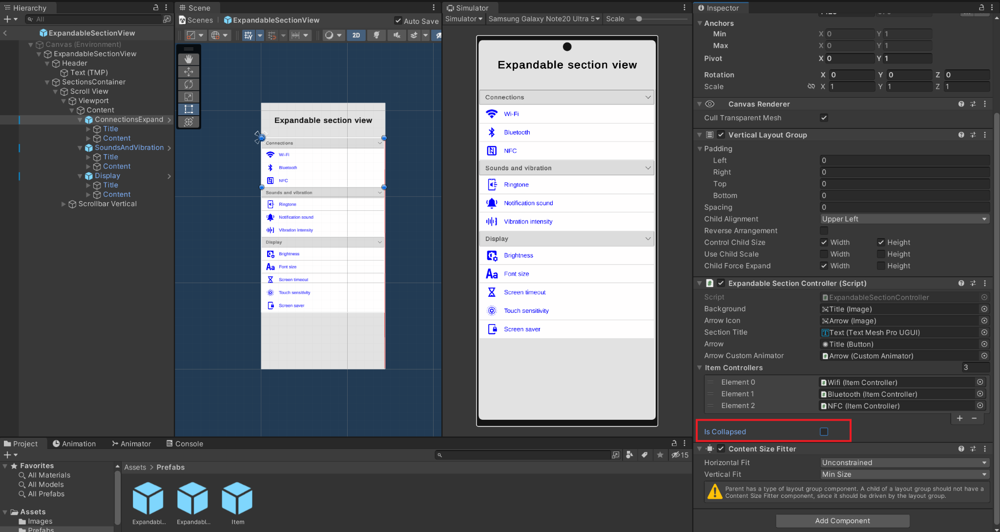 Hierarchy
All
ExpandableSectionView
Canvas (Environment)
ExpandableSectionView
Header
Text (TMP)
SectionsContainer
Scroll View
Viewport
Content
ConnectionsExpand
Title
Content
SoundsAndVibration
Title
Content
Display
Title
Content
Scrollbar Vertical
Scene
Scenes
ExpandableSectionView
Auto Save
2D
Expandable section view
Connections
Wi-Fi
Bluetooth
NFC
Sounds and vibration
Ringtone
Notification sound
Vibration intensity
Display
Brightness
Aa Font size
Screen timeout
Touch sensitivity
Screen saver
Simulator
Simulator
Samsung Galaxy Note20 Ultra 5
Scale
Expandable section view
Connections
Wi-Fi
Bluetooth
NFC
Sounds and vibration
Ringtone
Notification sound
Vibration intensity
Display
Brightness
Aa Font size
Screen timeout
Touch sensitivity
Screen saver
Inspector
Anchors
Min X 0 Y 1
Max X 0 Y 1
Pivot X 0 Y 1
Rotation X 0 Y 0 Z 0
Scale X 1 Y 1 Z 1
Canvas Renderer
Cull Transparent Mesh
Vertical Layout Group
Padding
Left 0
Right 0
Top 0
Bottom 0
Spacing 0
Child Alignment Upper Left
Reverse Arrangement
Control Child Size Width Height
Use Child Scale Width Height
Child Force Expand Width Height
# Expandable Section Controller (Script)
Script ExpandableSectionController
Background Title (Image)
Arrow Icon Arrow (Image)
Section Title Text (Text Mesh Pro UGUI)
Arrow Title (Button)
Arrow Custom Animator Arrow (Custom Animator)
Item Controllers 3
Element 0 Wifi (Item Controller)
Element 1 Bluetooth (Item Controller)
Element 2 NFC (Item Controller)
+ −
Is Collapsed
Content Size Fitter
Horizontal Fit Unconstrained
Vertical Fit Min Size
Parent has a type of layout group component. A child of a layout group should not have a
Content Size Fitter component, since it should be driven by the layout group.
Add Component
Project
Animation
Animator
Console
15
Favorites
All Materials
All Models
All Prefabs
Assets
Images
Prefabs
Assets > Prefabs
Expandabl...
Expandabl...
Item